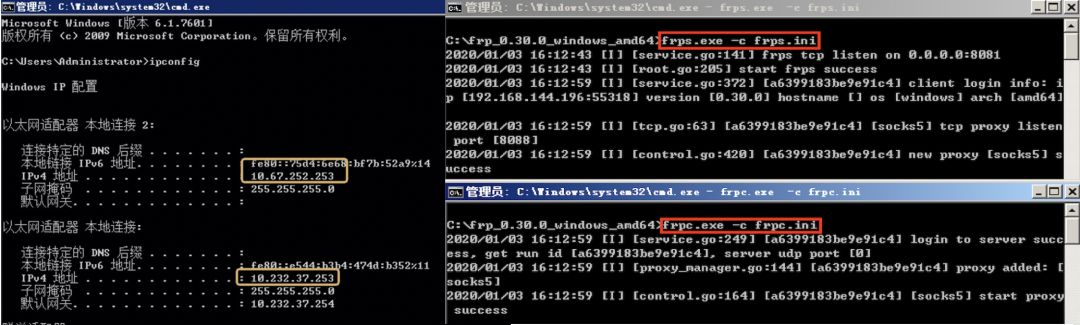 管理员: C:\Windows\system32\cmd.exe
Microsoft Windows [版本 6.1.7601]
版权所有 (c) 2009 Microsoft Corporation。保留所有权利。
C:\Users\Administrator>ipconfig
Windows IP 配置
以太网适配器 本地连接 2:
连接特定的 DNS 后缀 . . . . . . . :
本地链接 IPv6 地址. . . . . . . . : fe80::75d4:6e68:bf7b:52a9%14
IPv4 地址 . . . . . . . . . . . . : 10.67.252.253
子网掩码 . . . . . . . . . . . . : 255.255.255.0
默认网关. . . . . . . . . . . . . :
以太网适配器 本地连接:
连接特定的 DNS 后缀 . . . . . . . :
本地链接 IPv6 地址. . . . . . . . : fe80::e544:b3b4:474d:b352%11
IPv4 地址 . . . . . . . . . . . . : 10.232.37.253
子网掩码 . . . . . . . . . . . . : 255.255.255.0
默认网关. . . . . . . . . . . . . : 10.232.37.254
管理员: C:\Windows\system32\cmd.exe - frps.exe -c frps.ini
C:\frp_0.30.0_windows_amd64>frps.exe -c frps.ini
2020/01/03 16:12:43 [I] [service.go:141] frps tcp listen on 0.0.0.0:8081
2020/01/03 16:12:43 [I] [root.go:205] start frps success
2020/01/03 16:12:59 [I] [service.go:372] [a6399183be9e91c4] client login info: i
p [192.168.144.196:55318] version [0.30.0] hostname [] os [windows] arch [amd64]
2020/01/03 16:12:59 [I] [tcp.go:63] [a6399183be9e91c4] [socks5] tcp proxy listen
port [8088]
2020/01/03 16:12:59 [I] [control.go:420] [a6399183be9e91c4] new proxy [socks5] s
uccess
管理员: C:\Windows\system32\cmd.exe - frpc.exe -c frpc.ini
C:\frp_0.30.0_windows_amd64>frpc.exe -c frpc.ini
2020/01/03 16:12:59 [I] [service.go:249] [a6399183be9e91c4] login to server succ
ess, get run id [a6399183be9e91c4], server udp port [0]
2020/01/03 16:12:59 [I] [proxy_manager.go:144] [a6399183be9e91c4] proxy added: [
socks5]
2020/01/03 16:12:59 [I] [control.go:164] [a6399183be9e91c4] [socks5] start proxy
success